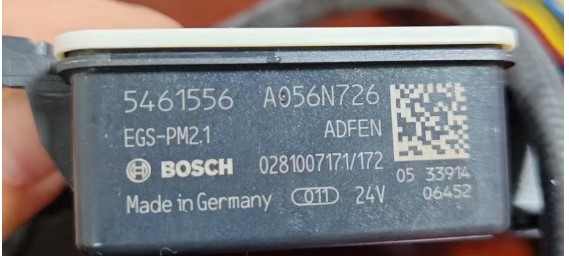 5461556 A056N726
EGS-PM2.1 ADFEN
BOSCH 0281007171/172
05 33914
Made in Germany 011 24V
06452